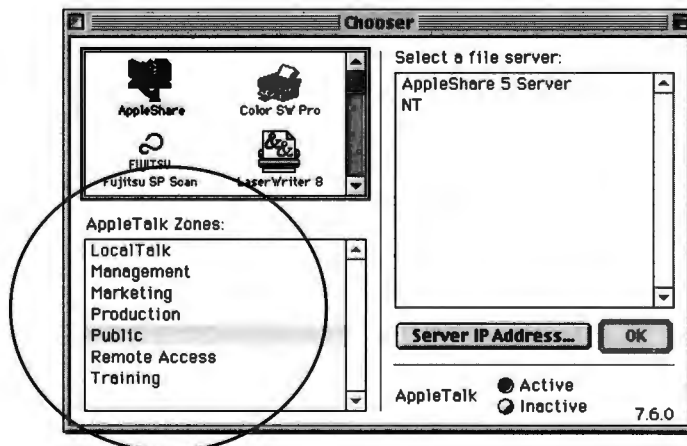 Chooser
AppleShare
Color SW Pro
FUJITSU
Fujitsu SP Scan
LaserWriter 8
AppleTalk Zones:
LocalTalk
Management
Marketing
Production
Public
Remote Access
Training
Select a file server:
AppleShare 5 Server
NT
Server IP Address...
OK
AppleTalk
Active
Inactive
7.6.0